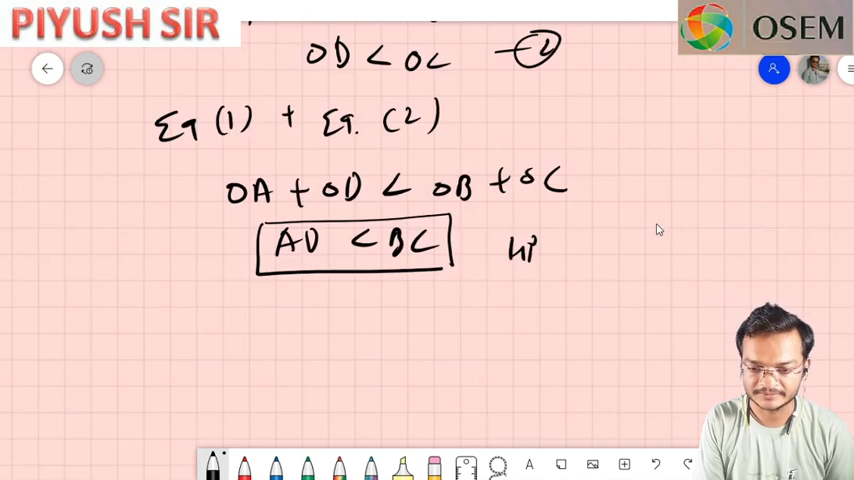 PIYUSH SIR
OSEM
OD < OC —②
Eq (1) + Eq. (2)
OA + OD < OB + OC
AD < BC